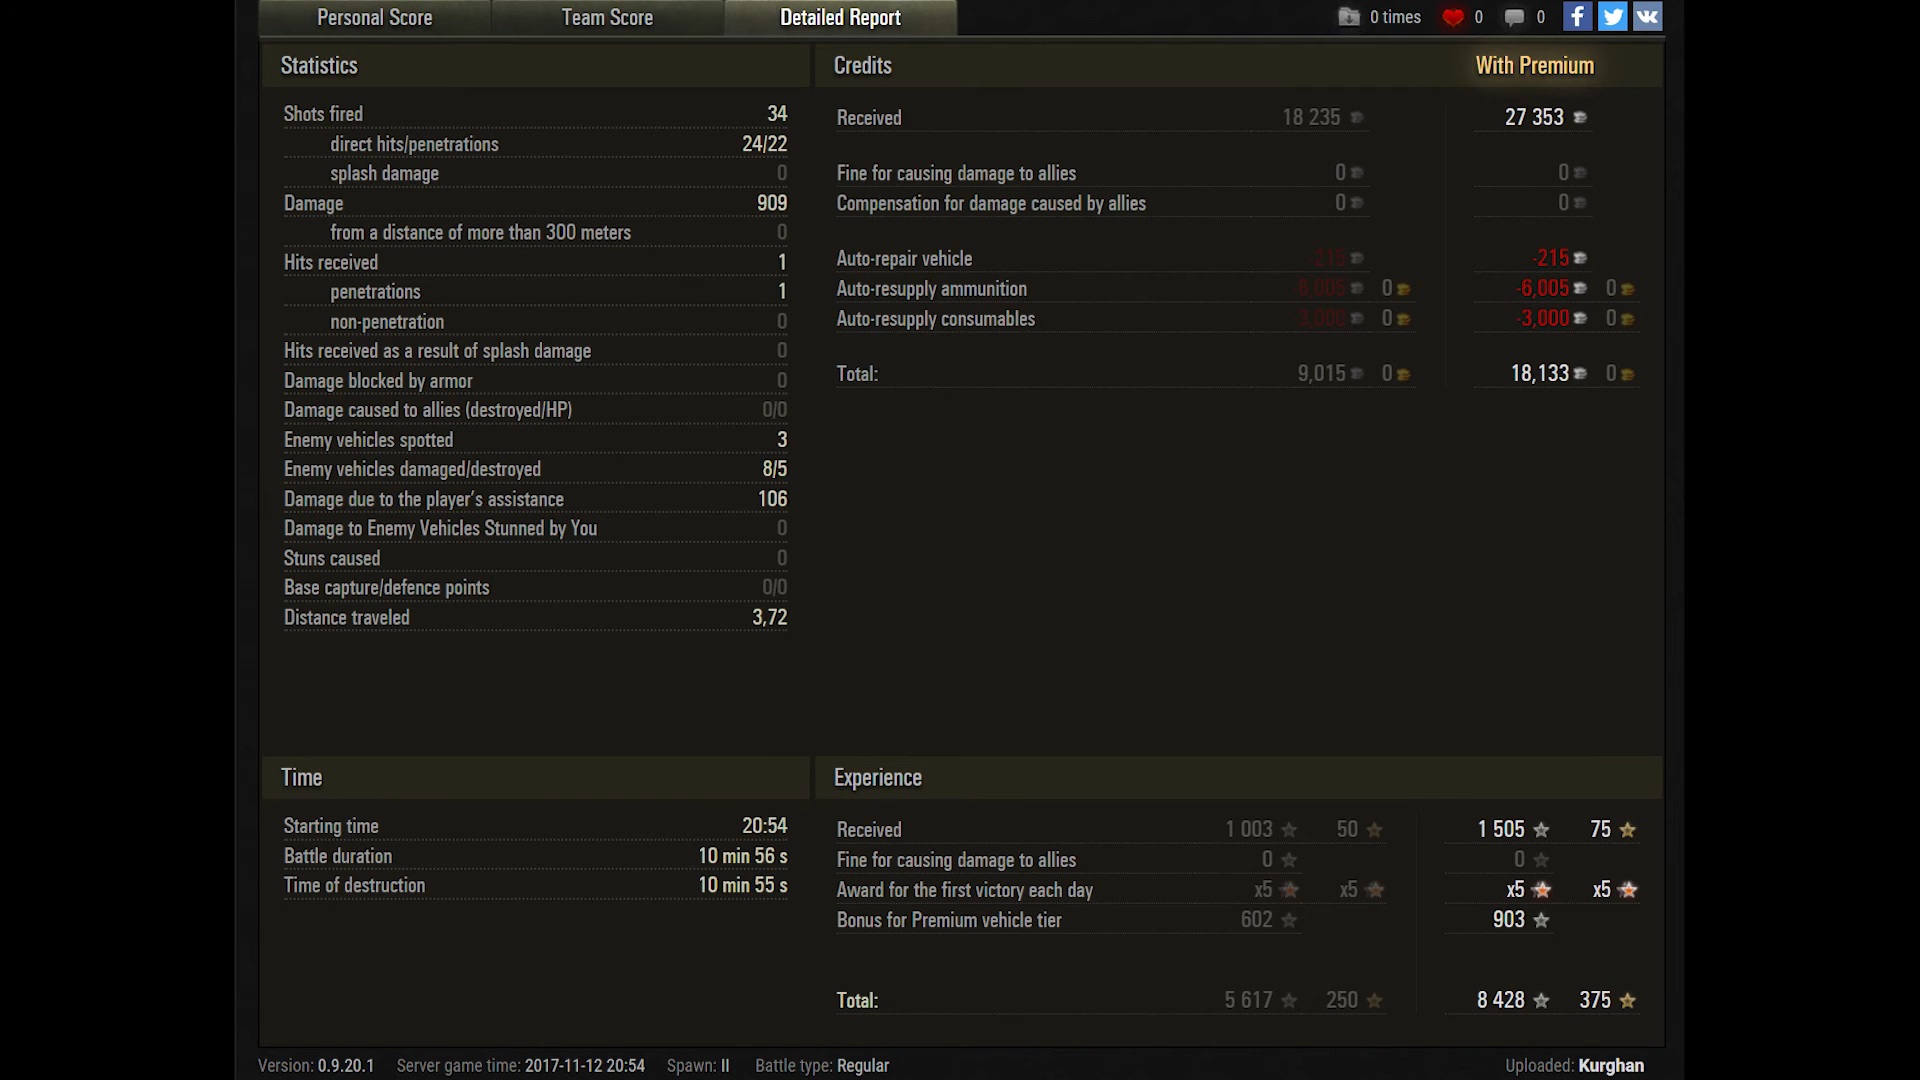 Personal Score Team Score Detailed Report 0 times 0 0
Statistics
Shots fired 34
direct hits/penetrations 24/22
splash damage 0
Damage 909
from a distance of more than 300 meters 0
Hits received 1
penetrations 1
non-penetration 0
Hits received as a result of splash damage 0
Damage blocked by armor 0
Damage caused to allies (destroyed/HP) 0/0
Enemy vehicles spotted 3
Enemy vehicles damaged/destroyed 8/5
Damage due to the player's assistance 106
Damage to Enemy Vehicles Stunned by You 0
Stuns caused 0
Base capture/defence points 0/0
Distance traveled 3,72
Credits With Premium
Received 18 235 27 353
Fine for causing damage to allies 0 0
Compensation for damage caused by allies 0 0
Auto-repair vehicle -215 -215
Auto-resupply ammunition -6,005 0 -6,005 0
Auto-resupply consumables -3,000 0 -3,000 0
Total: 9,015 0 18,133 0
Time
Starting time 20:54
Battle duration 10 min 56 s
Time of destruction 10 min 55 s
Experience
Received 1 003 50 1 505 75
Fine for causing damage to allies 0 0
Award for the first victory each day x5 x5 x5 x5
Bonus for Premium vehicle tier 602 903
Total: 5 617 250 8 428 375
Version: 0.9.20.1 Server game time: 2017-11-12 20:54 Spawn: II Battle type: Regular Uploaded: Kurghan